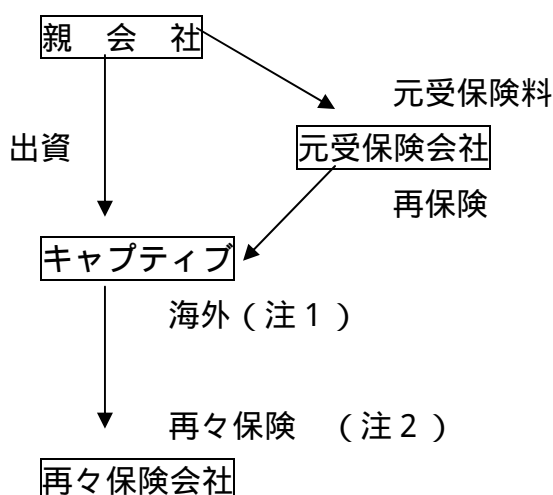 親　会　社
元受保険料
出資
元受保険会社
再保険
キャプティブ
海外（注１）
再々保険　（注２）
再々保険会社